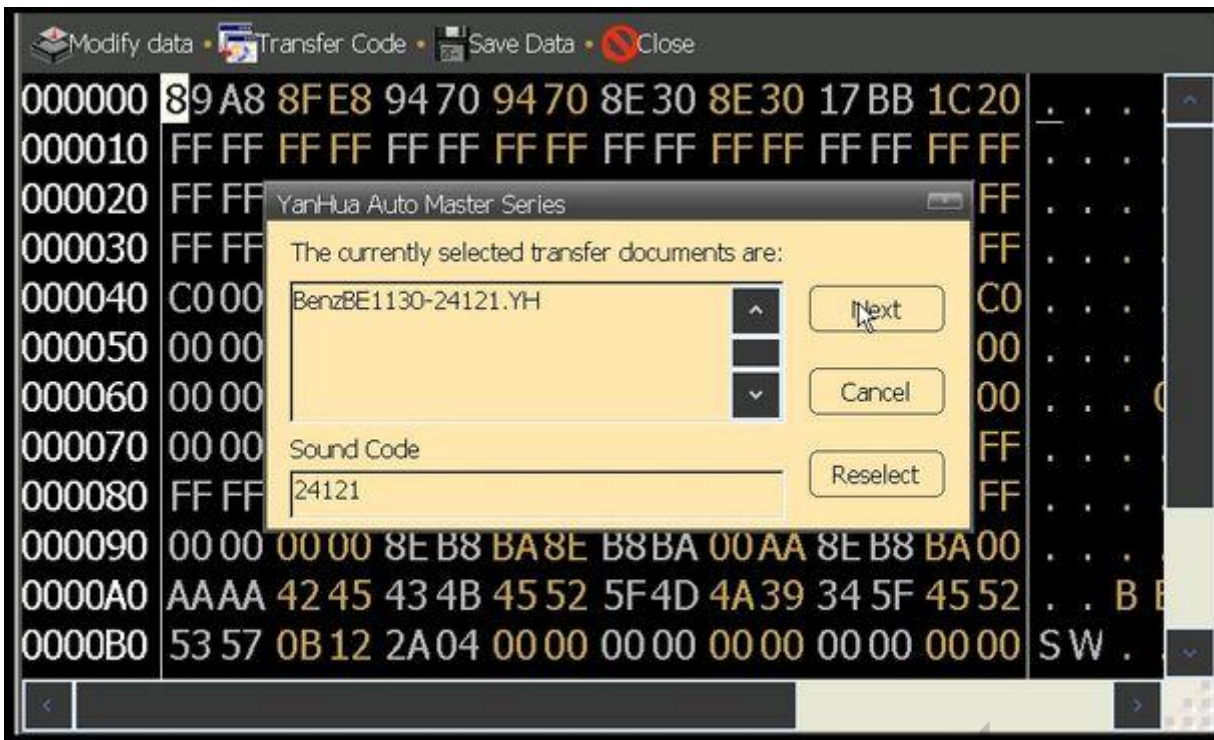 Modify data • Transfer Code • Save Data • Close
000000 89 A8 8F E8 94 70 94 70 8E 30 8E 30 17 BB 1C 20 _ . . .
000010 FF FF FF FF FF FF FF FF FF FF FF FF FF FF FF FF . . . .
000020 FF FF FF . . . .
000030 FF FF FF . . . .
000040 C0 00 C0 . . . .
000050 00 00 00 . . . .
000060 00 00 00 . . .
000070 00 00 FF . . . .
000080 FF FF FF . . . .
YanHua Auto Master Series
The currently selected transfer documents are:
BenzBE1130-24121.YH
Next
Cancel
Sound Code
24121
Reselect
000090 00 00 00 00 8E B8 BA 8E B8 BA 00 AA 8E B8 BA 00 . . . .
0000A0 AA AA 42 45 43 4B 45 52 5F 4D 4A 39 34 5F 45 52 . . B E
0000B0 53 57 0B 12 2A 04 00 00 00 00 00 00 00 00 00 00 S W . .